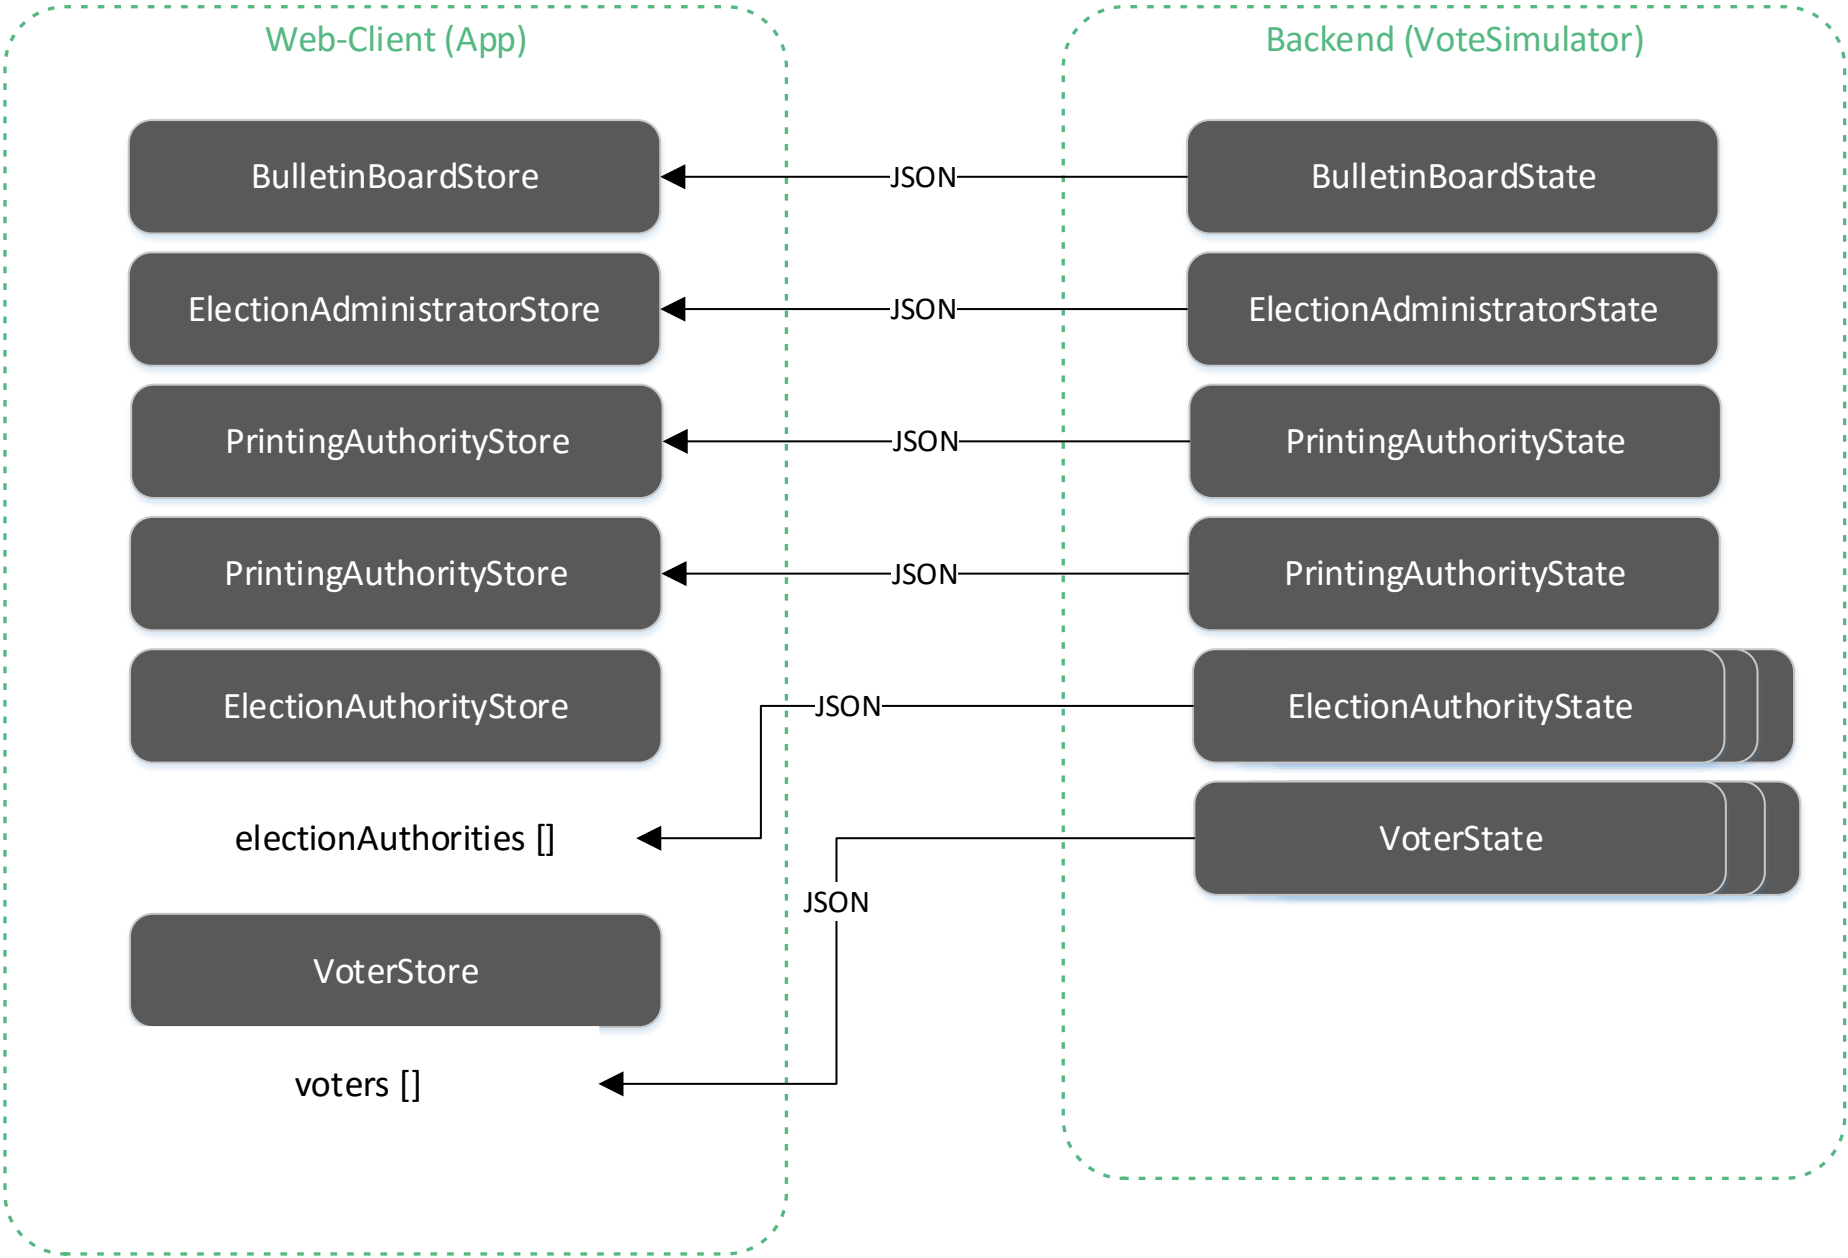 Web-Client (App)
Backend (VoteSimulator)
BulletinBoardStore
JSON
BulletinBoardState
ElectionAdministratorStore
JSON
ElectionAdministratorState
PrintingAuthorityStore
JSON
PrintingAuthorityState
PrintingAuthorityStore
JSON
PrintingAuthorityState
ElectionAuthorityStore
JSON
ElectionAuthorityState
electionAuthorities []
VoterState
JSON
VoterStore
voters []